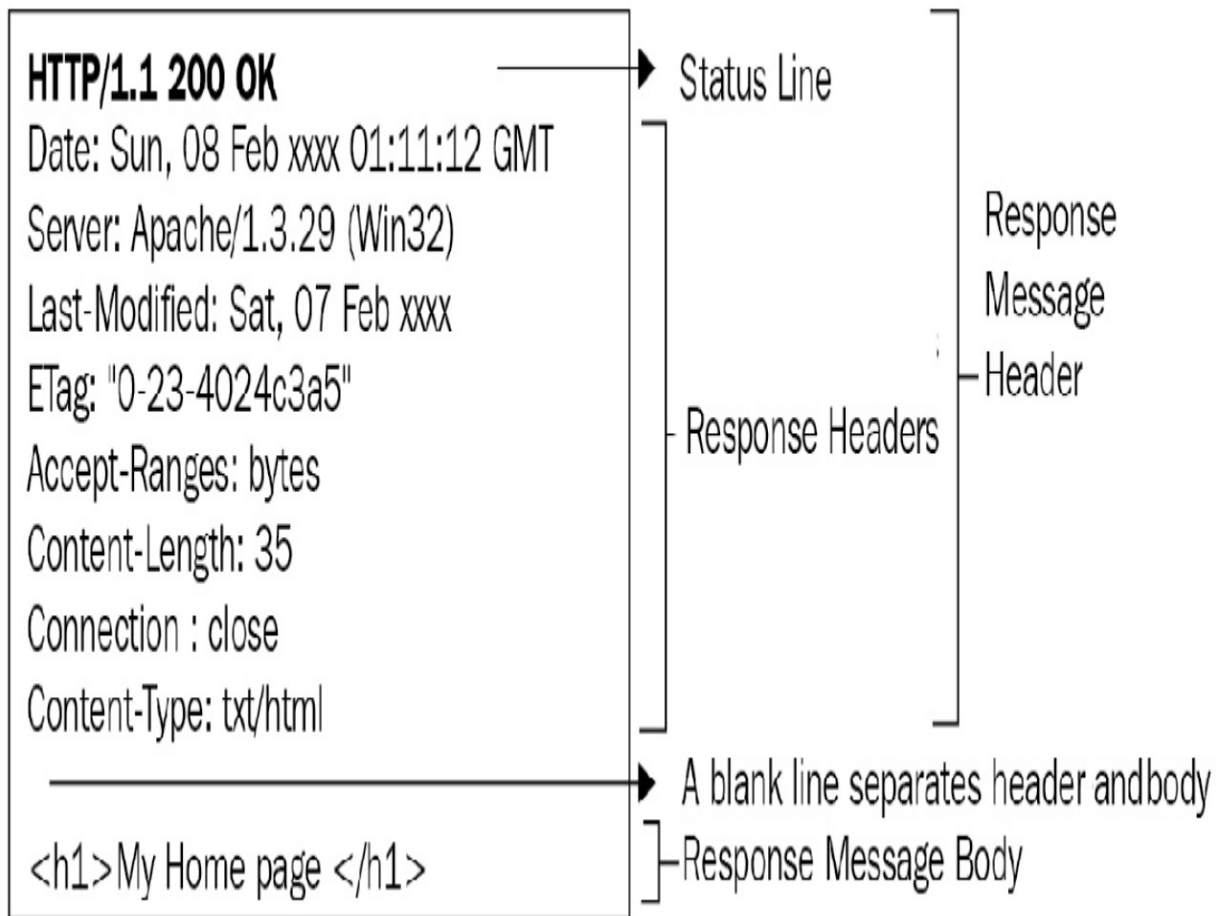 HTTP/1.1 200 OK
Date: Sun, 08 Feb xxxx 01:11:12 GMT
Server: Apache/1.3.29 (Win32)
Last-Modified: Sat, 07 Feb xxxx
ETag: "0-23-4024c3a5"
Accept-Ranges: bytes
Content-Length: 35
Connection : close
Content-Type: txt/html
<h1>My Home page </h1>
Status Line
Response Headers
Response
Message
Header
A blank line separates header andbody
Response Message Body